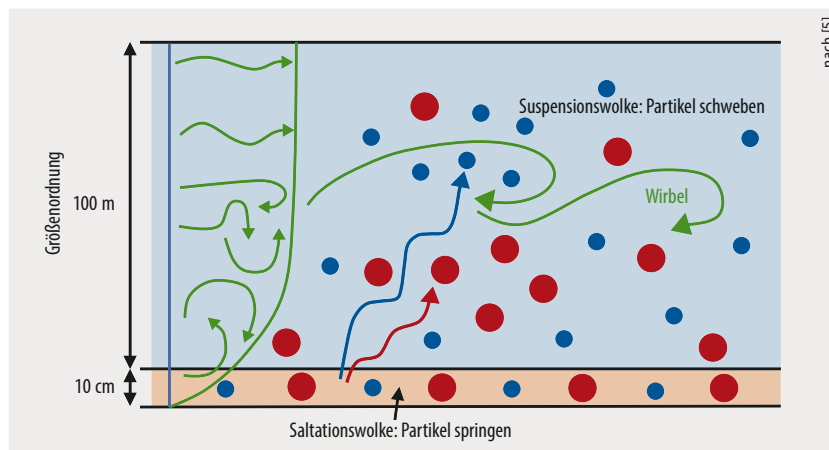 nach [5]
Suspensionswolke: Partikel schweben
Größenordnung
100 m
Wirbel
10 cm
Saltationswolke: Partikel springen